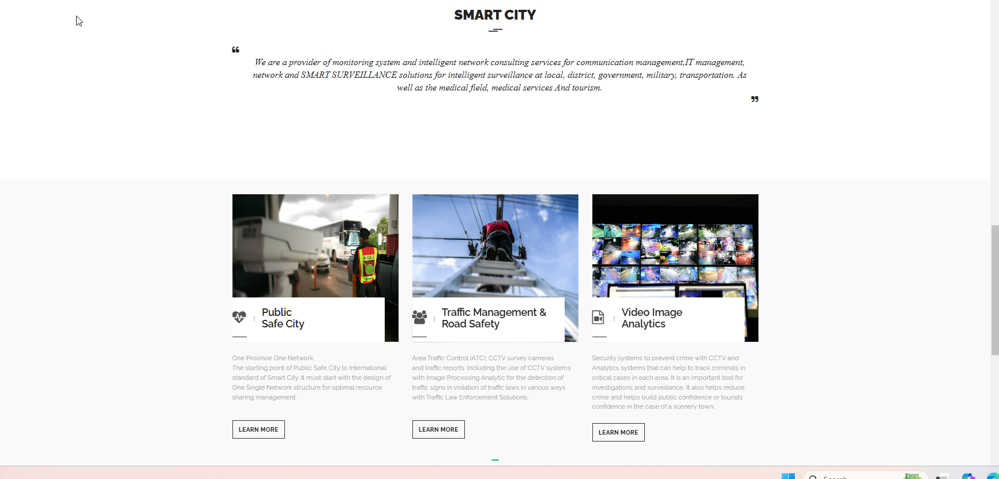 SMART CITY
“
We are a provider of monitoring system and intelligent network consulting services for communication management,IT management,
network and SMART SURVEILLANCE solutions for intelligent surveillance at local, district, government, military, transportation. As
well as the medical field, medical services And tourism.
”
Public
Safe City
One Province One Network.
The starting point of Public Safe City to International
standard of Smart City. It must start with the design of
One Single Network structure for optimal resource
sharing management.
LEARN MORE
Traffic Management &
Road Safety
Area Traffic Control (ATC), CCTV survey cameras
and traffic reports. Including the use of CCTV systems
with Image Processing Analytic for the detection of
traffic signs in violation of traffic laws in various ways
with Traffic Law Enforcement Solutions.
LEARN MORE
Video Image
Analytics
Security systems to prevent crime with CCTV and
Analytics systems that can help to track criminals in
critical cases in each area. It is an important tool for
investigations and surveillance. It also helps reduce
crime and helps build public confidence or tourists
confidence in the case of a scenery town.
LEARN MORE
Search